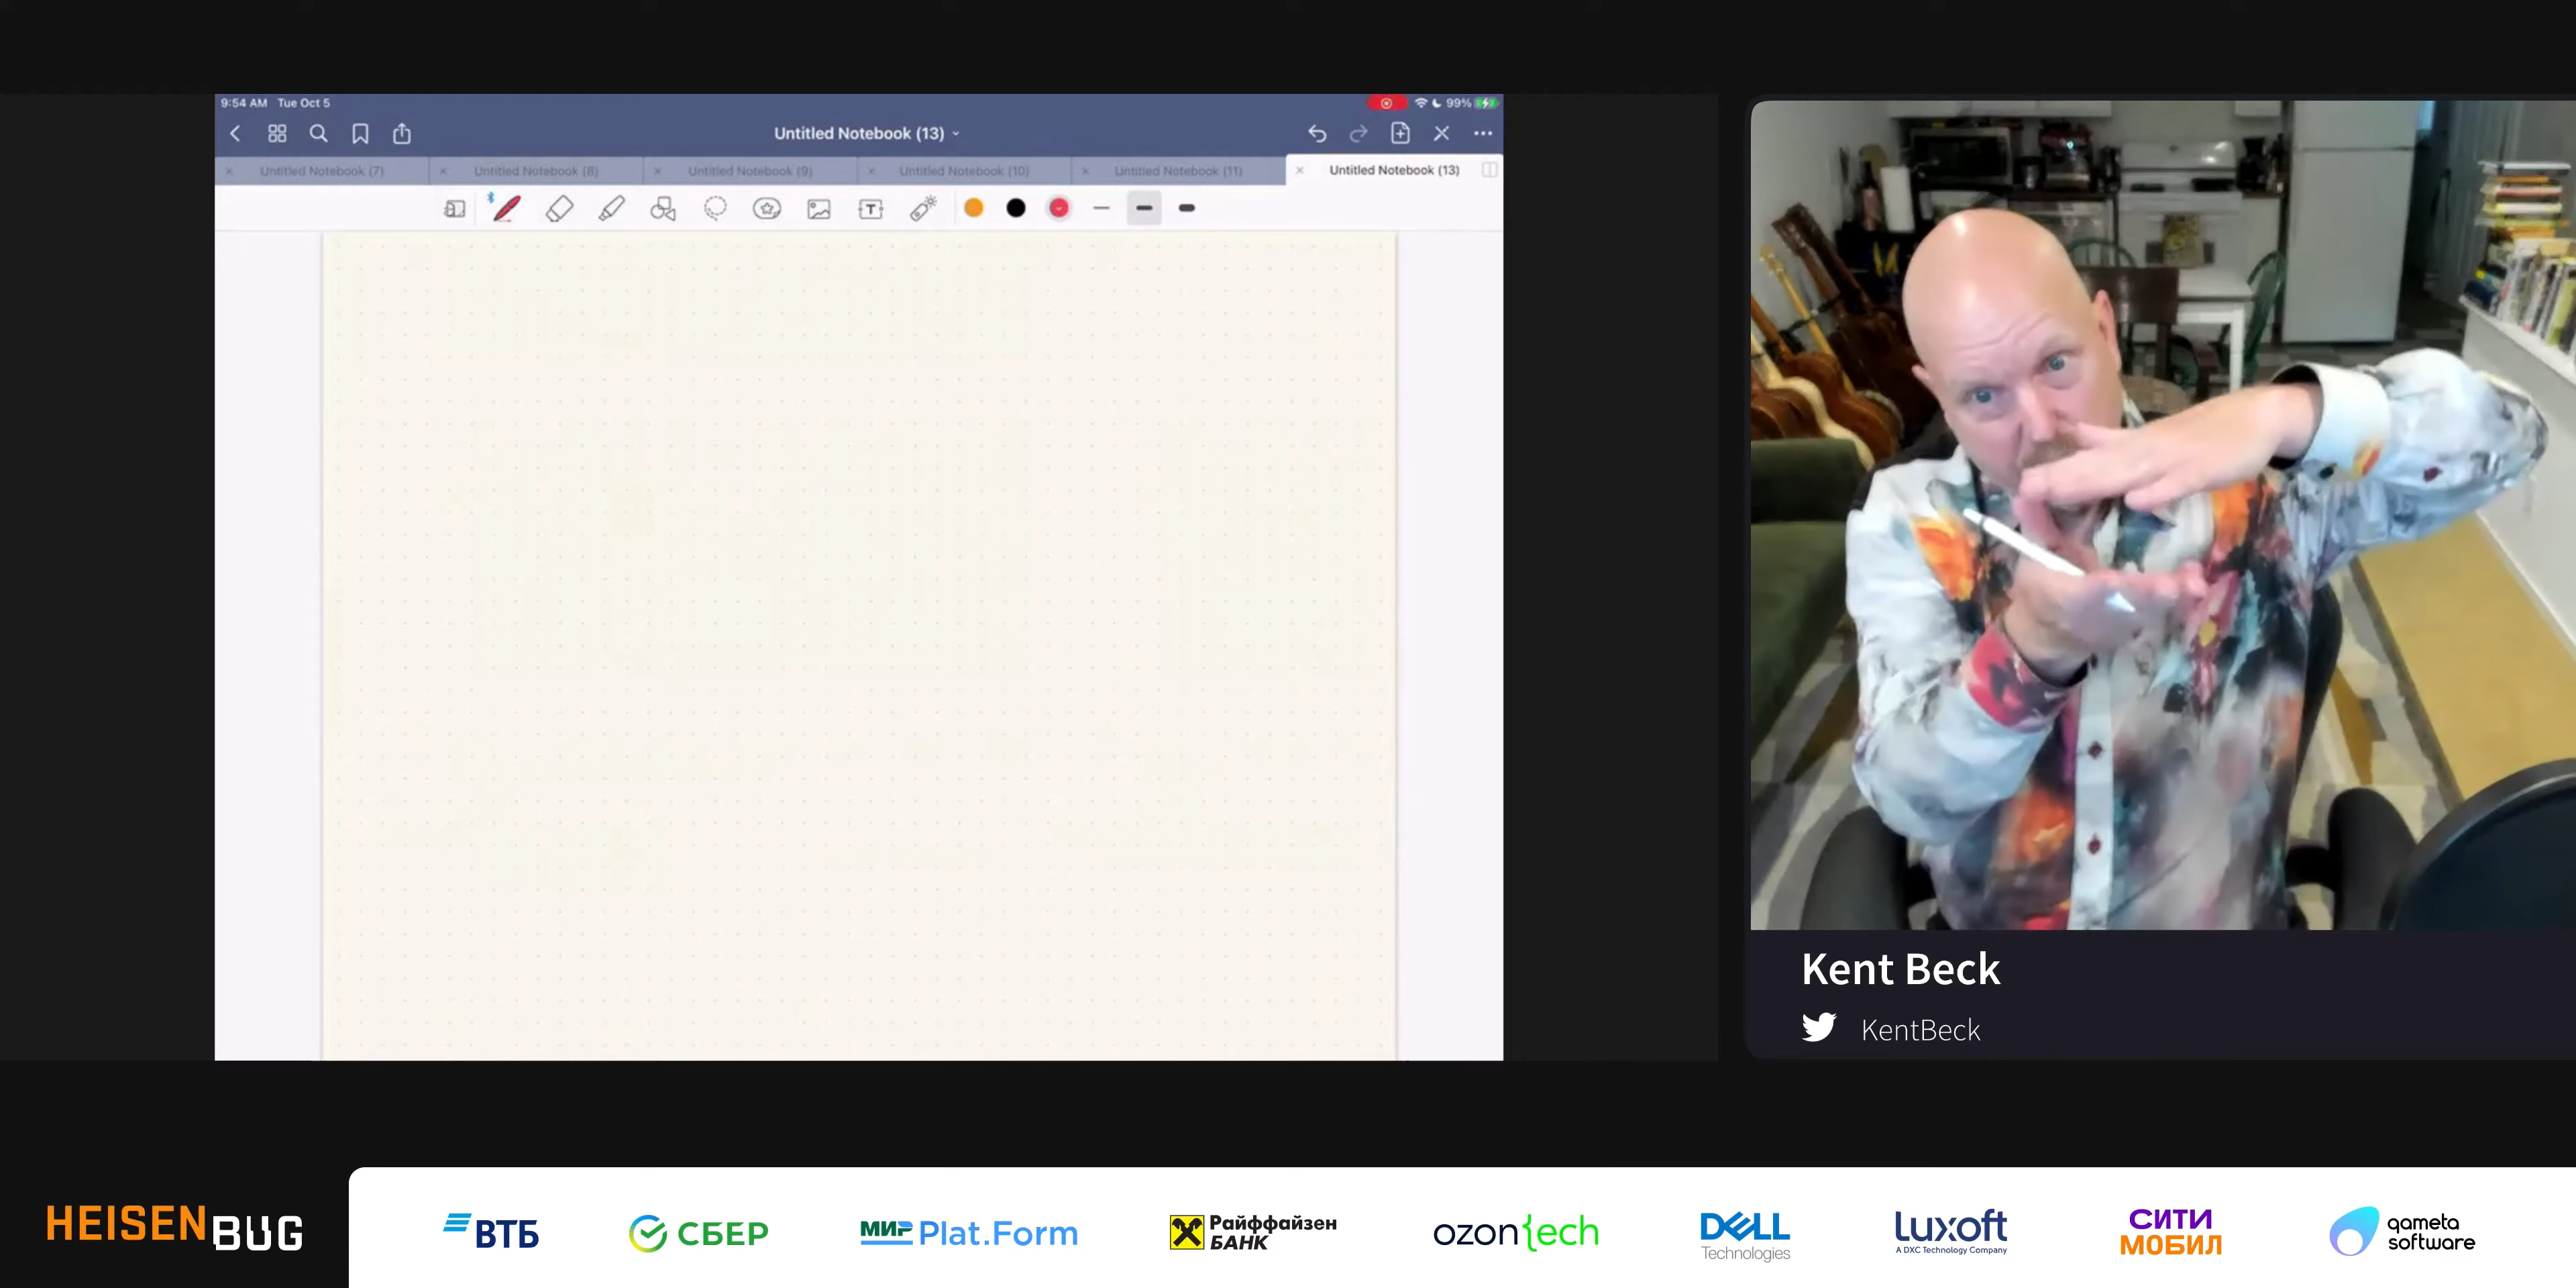 9:54 AM Tue Oct 5
99%
Untitled Notebook (13)
Untitled Notebook (7)
Untitled Notebook (8)
Untitled Notebook (9)
Untitled Notebook (10)
Untitled Notebook (11)
Untitled Notebook (13)
T
Kent Beck
KentBeck
HEISEN
BUG
ВТБ
СБЕР
МИР Plat.Form
Райффайзен
БАНК
ozon{tech
DELL
Technologies
Luxoft
A DXC Technology Company
СИТИ
МОБИЛ
qameta
software